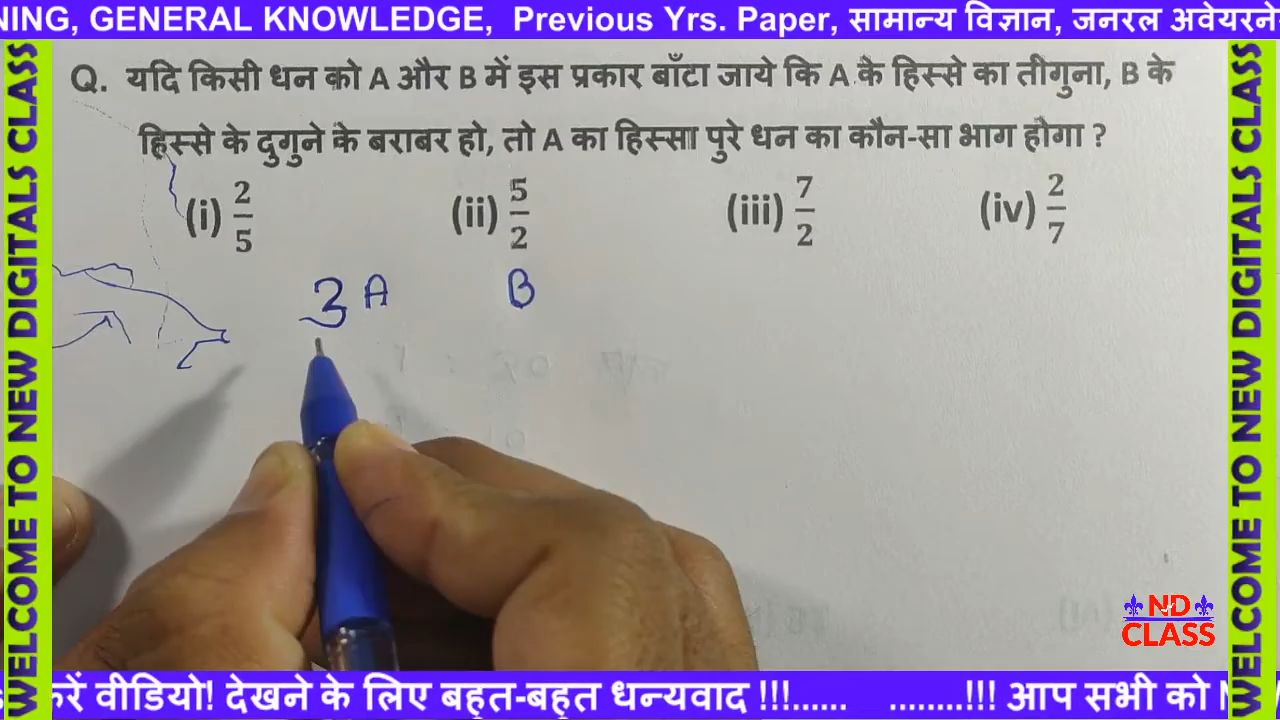 NING, GENERAL KNOWLEDGE, Previous Yrs. Paper, सामान्य विज्ञान, जनरल अवेयरने
Q. यदि किसी धन को A और B में इस प्रकार बाँटा जाये कि A के हिस्से का तीगुना, B के
हिस्से के दुगुने के बराबर हो, तो A का हिस्सा पुरे धन का कौन-सा भाग होगा ?
(i) 2/5 (ii) 5/2 (iii) 7/2 (iv) 2/7
3 A B
WELCOME TO NEW DIGITALS CLASS
WELCOME TO NEW DIGITALS CLASS
ND
CLASS
करें वीडियो! देखने के लिए बहुत-बहुत धन्यवाद !!!...... ........!!! आप सभी को